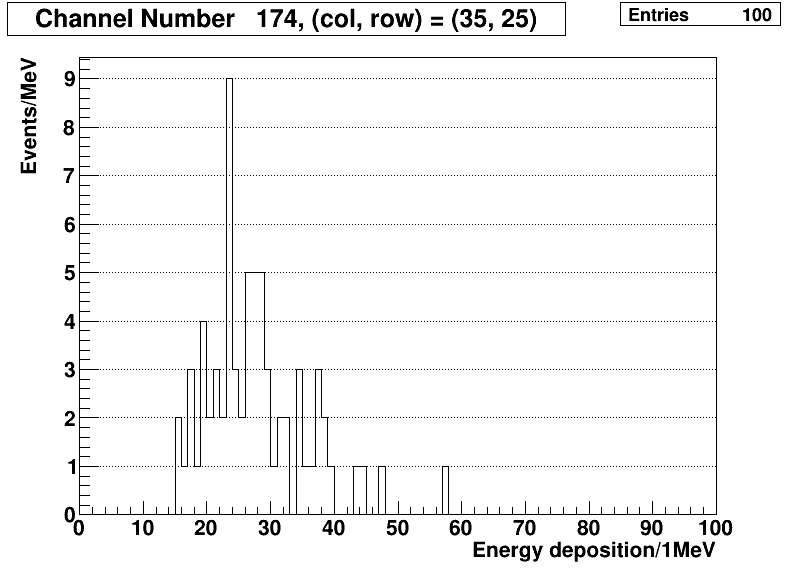 Channel Number 174, (col, row) = (35, 25)
Entries 100
Events/MeV
9
8
7
6
5
4
3
2
1
0
0 10 20 30 40 50 60 70 80 90 100
Energy deposition/1MeV